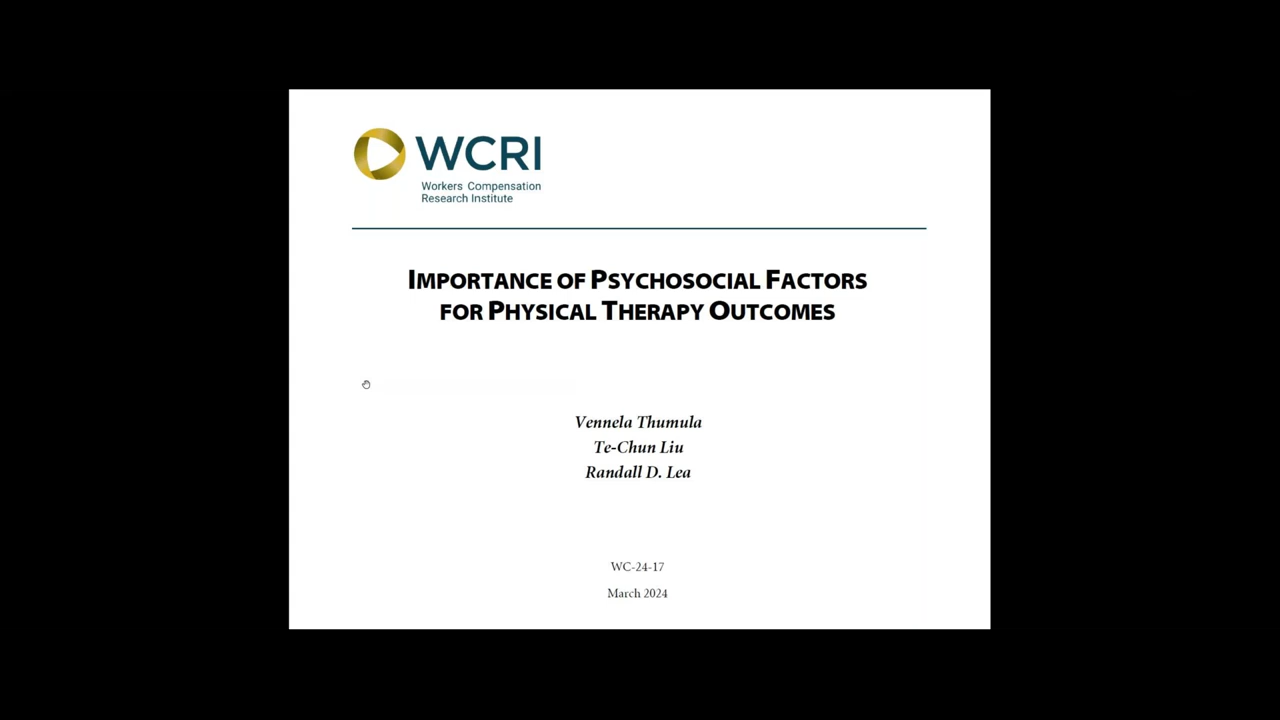 WCRI
Workers Compensation
Research Institute
IMPORTANCE OF PSYCHOSOCIAL FACTORS
FOR PHYSICAL THERAPY OUTCOMES
Vennela Thumula
Te-Chun Liu
Randall D. Lea
WC-24-17
March 2024